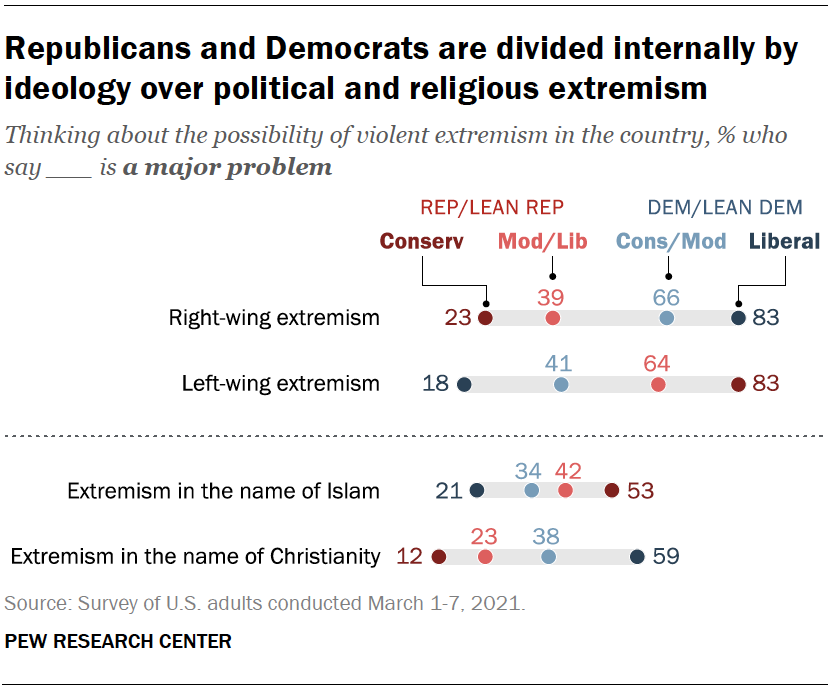 Republicans and Democrats are divided internally by
ideology over political and religious extremism
Thinking about the possibility of violent extremism in the country, % who
say ___ is a major problem
REP/LEAN REP DEM/LEAN DEM
Conserv Mod/Lib Cons/Mod Liberal
39 66
Right-wing extremism 23 83
41 64
Left-wing extremism 18 83
34 42
Extremism in the name of Islam 21 53
23 38
Extremism in the name of Christianity 12 59
Source: Survey of U.S. adults conducted March 1-7, 2021.
PEW RESEARCH CENTER